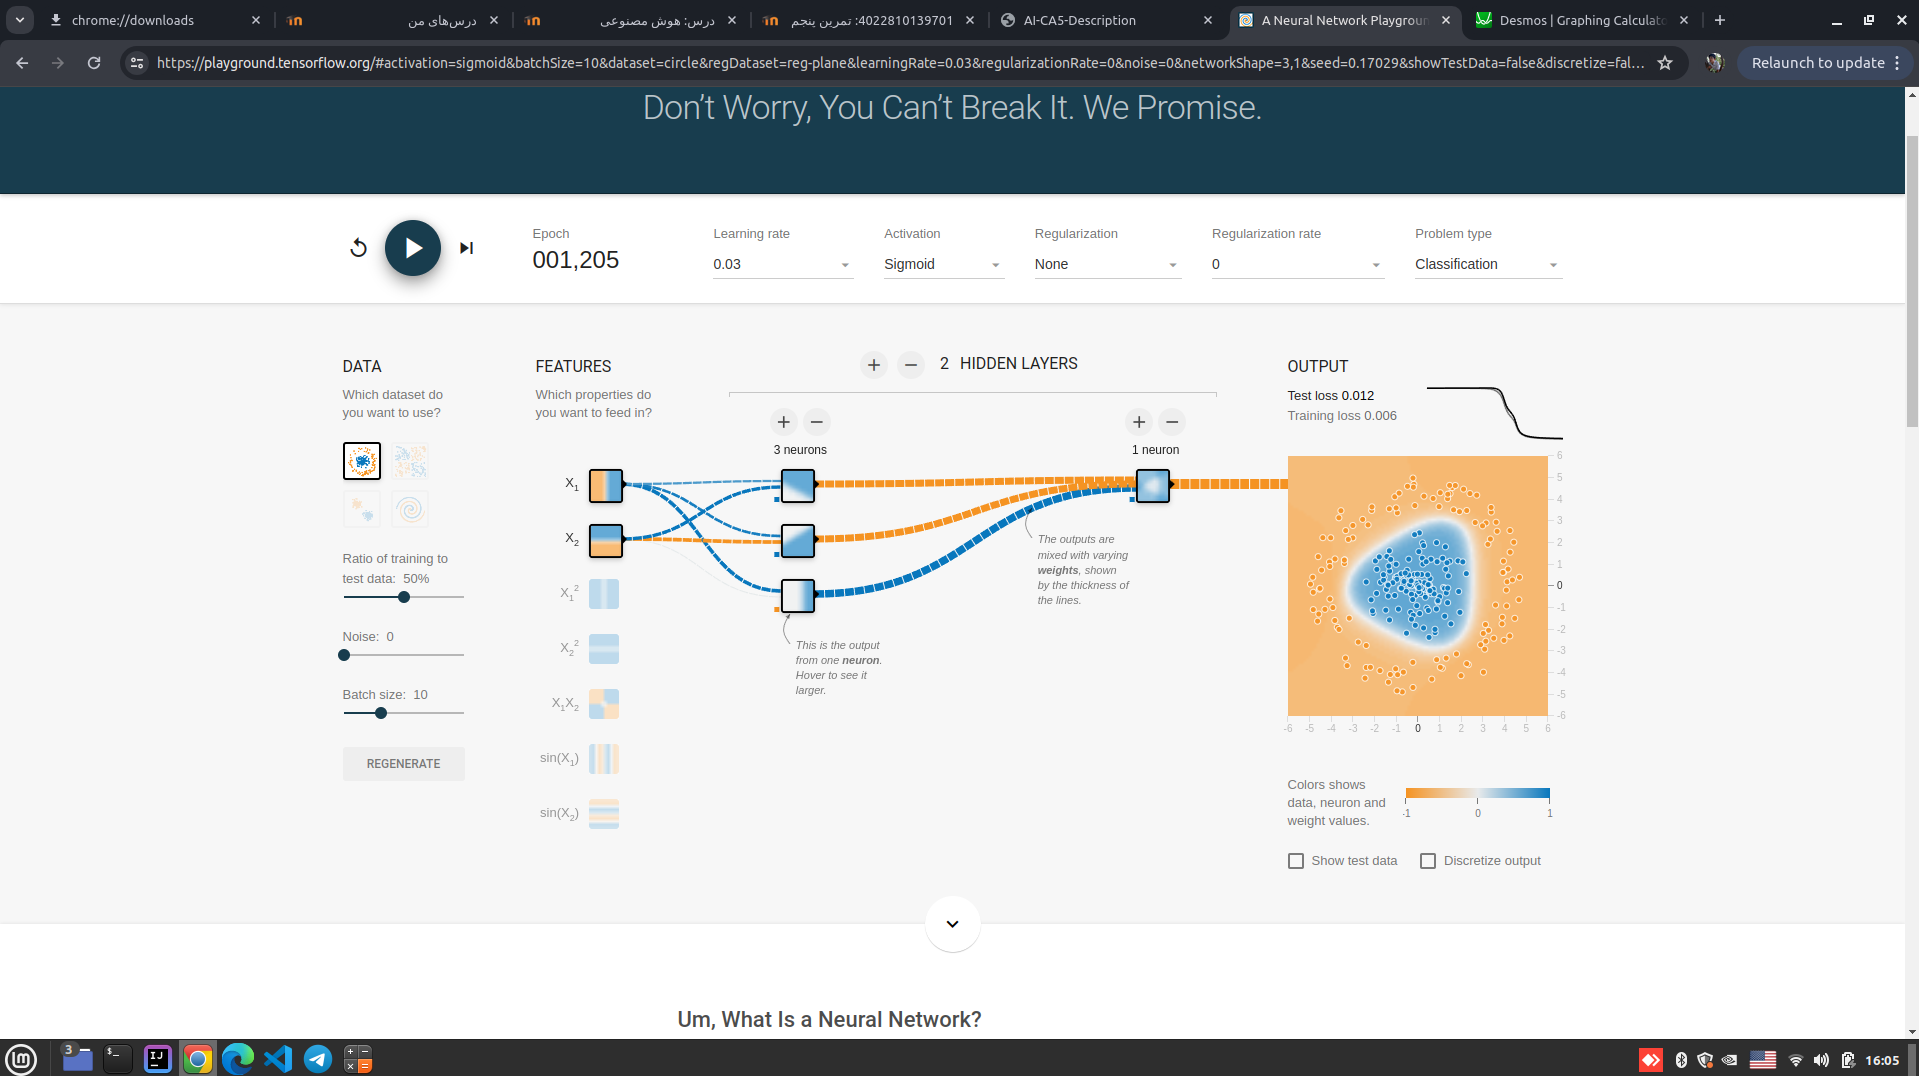 chrome://downloads
درس‌های من
درس: هوش مصنوعی
4022810139701: تمرین پنجم
AI-CA5-Description
A Neural Network Playgroun
Desmos | Graphing Calculato
https://playground.tensorflow.org/#activation=sigmoid&batchSize=10&dataset=circle&regDataset=reg-plane&learningRate=0.03&regularizationRate=0&noise=0&networkShape=3,1&seed=0.17029&showTestData=false&discretize=fal...
Relaunch to update
Don’t Worry, You Can’t Break It. We Promise.
Epoch
001,205
Learning rate
0.03
Activation
Sigmoid
Regularization
None
Regularization rate
0
Problem type
Classification
DATA
Which dataset do
you want to use?
Ratio of training to
test data: 50%
Noise: 0
Batch size: 10
REGENERATE
FEATURES
Which properties do
you want to feed in?
X1
X2
X1²
X2²
X1X2
sin(X1)
sin(X2)
2 HIDDEN LAYERS
3 neurons
1 neuron
This is the output
from one neuron.
Hover to see it
larger.
The outputs are
mixed with varying
weights, shown
by the thickness of
the lines.
OUTPUT
Test loss 0.012
Training loss 0.006
6
5
4
3
2
1
0
-1
-2
-3
-4
-5
-6
-6 -5 -4 -3 -2 -1 0 1 2 3 4 5 6
Colors shows
data, neuron and
weight values.
-1 0 1
Show test data
Discretize output
Um, What Is a Neural Network?
3
16:05